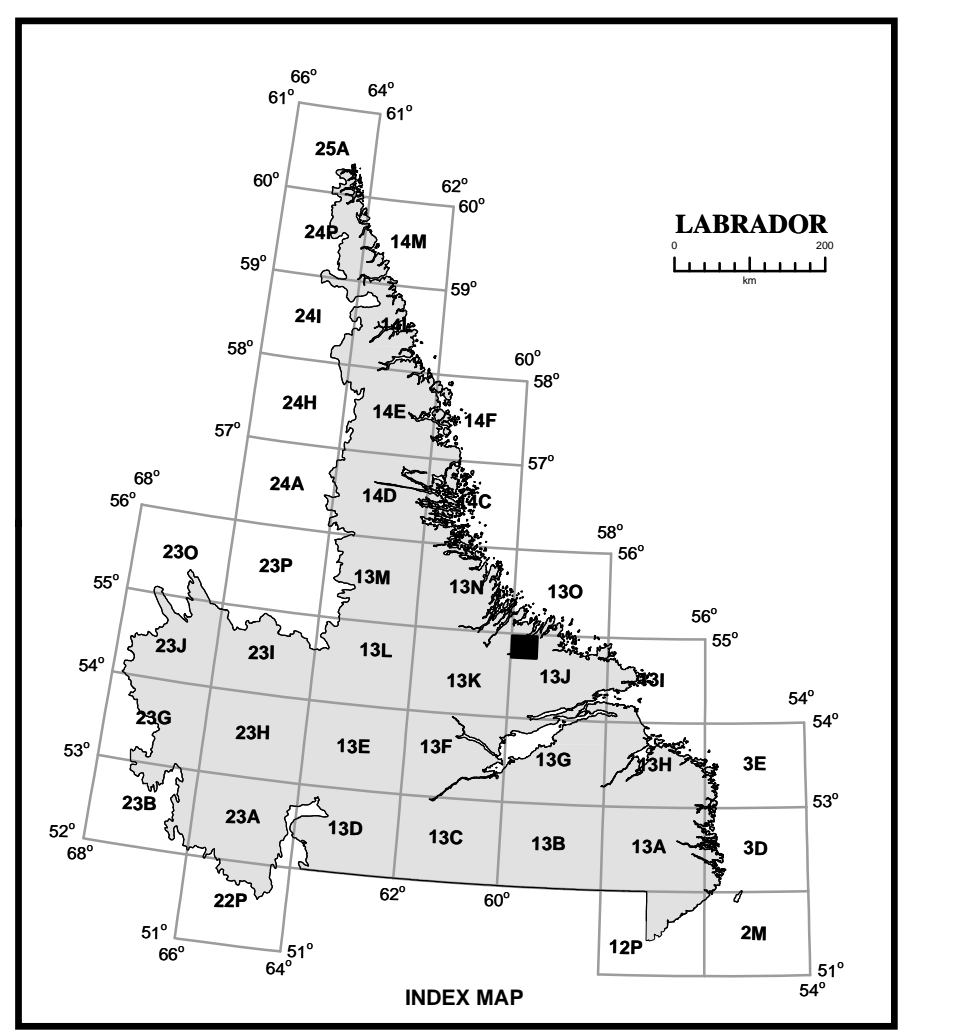 66°
64°
61°
61°
25A
60°
62°
60°
LABRADOR
24P
14M
0
200
km
59°
59°
24I
14L
58°
60°
58°
24H
14E
14F
57°
57°
68°
24A
14D
14C
56°
58°
56°
23O
23P
13M
13N
13O
55°
56°
55°
23J
23I
13L
13K
13J
13I
54°
54°
54°
23G
23H
13E
13F
13G
13H
3E
53°
53°
23B
23A
13D
13C
13B
13A
3D
52°
68°
62°
60°
22P
12P
2M
51°
66°
51°
64°
51°
54°
INDEX MAP